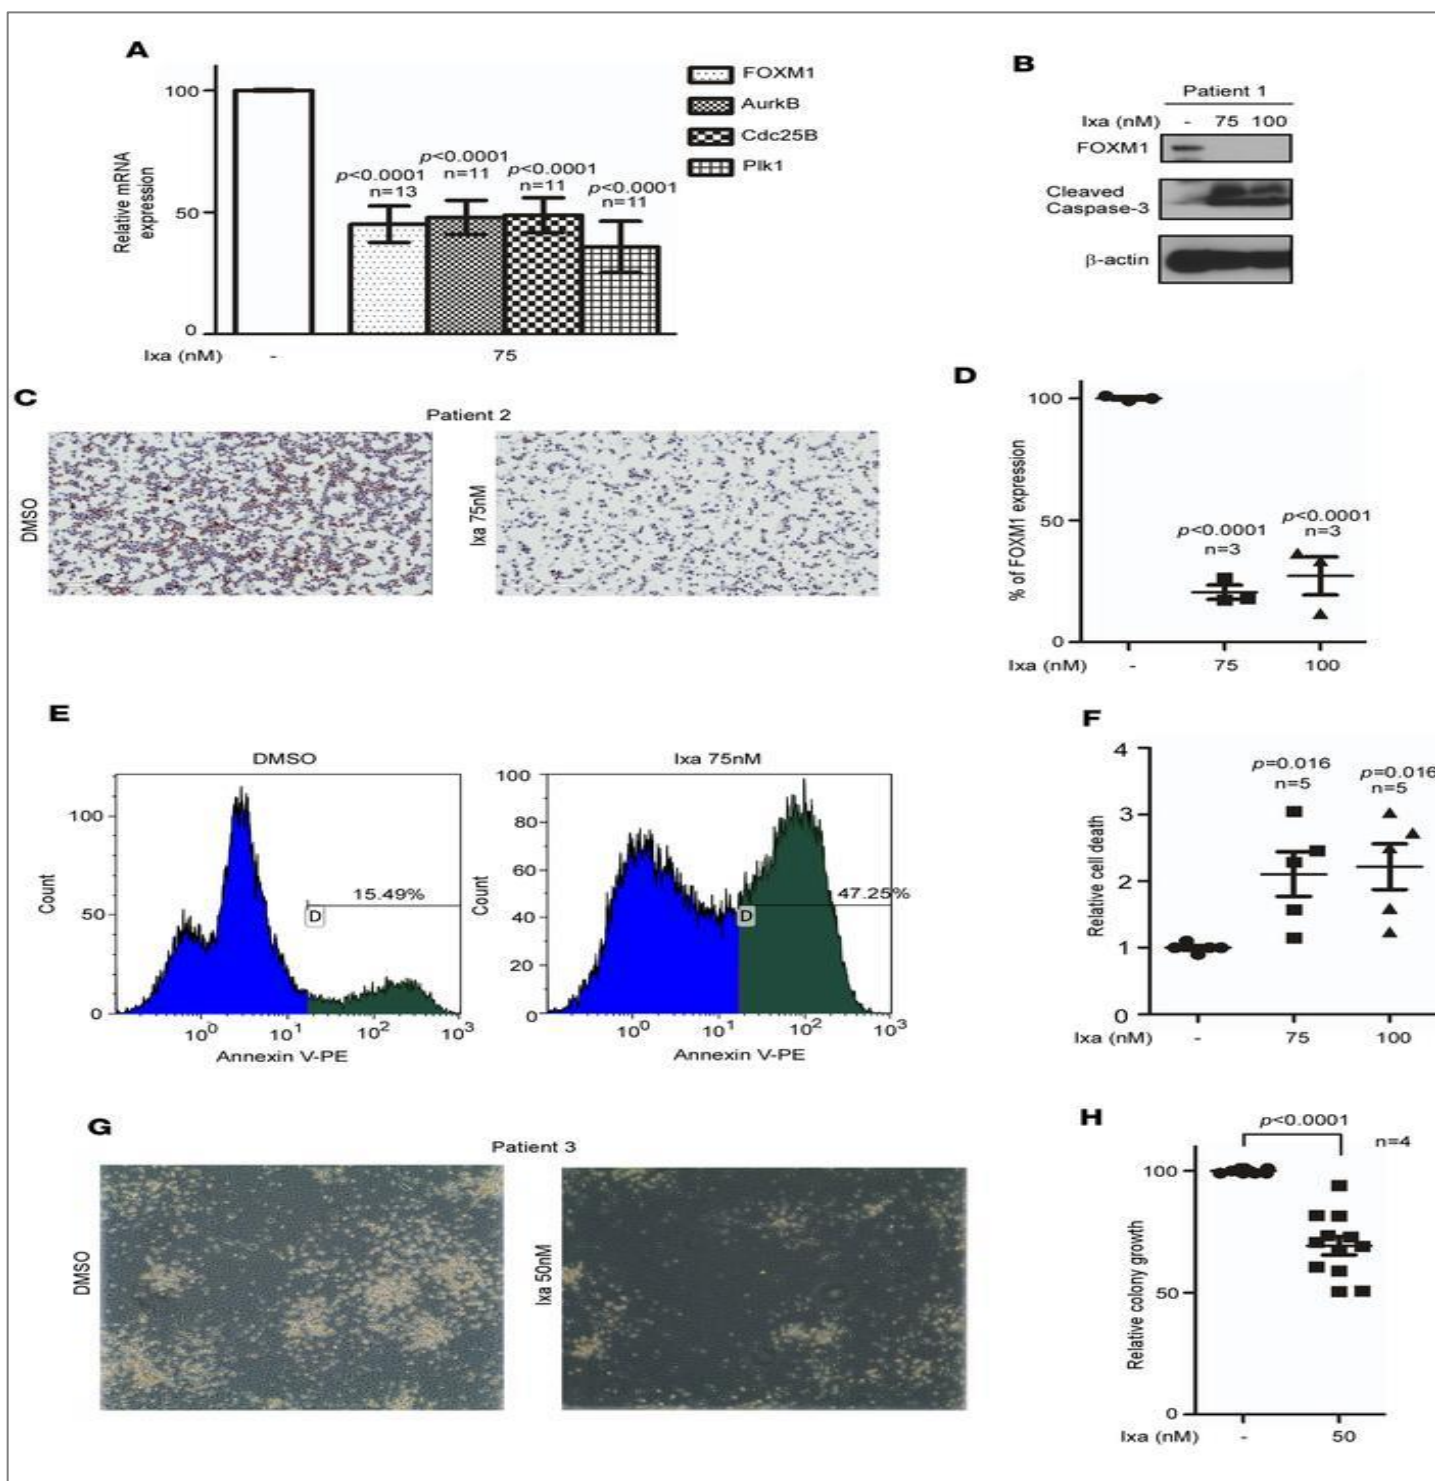 A
100
50
0
Relative mRNA
expression
p<0.0001
n=13
p<0.0001
n=11
p<0.0001
n=11
p<0.0001
n=11
Ixa (nM)
-
75
FOXM1
AurkB
Cdc25B
Plk1
B
Patient 1
Ixa (nM) - 75 100
FOXM1
Cleaved
Caspase-3
β-actin
C
Patient 2
DMSO
Ixa 75nM
D
% of FOXM1 expression
100
50
0
p<0.0001
n=3
p<0.0001
n=3
Ixa (nM) - 75 100
E
DMSO
Count
100
50
0
15.49%
D
10⁰ 10¹ 10² 10³
Annexin V-PE
Ixa 75nM
Count
100
80
60
40
20
0
47.25%
D
10⁰ 10¹ 10² 10³
Annexin V-PE
F
Relative cell death
4
3
2
1
0
p=0.016
n=5
p=0.016
n=5
Ixa (nM) - 75 100
G
Patient 3
DMSO
Ixa 50nM
H
p<0.0001
n=4
Relative colony growth
100
50
0
Ixa (nM) - 50